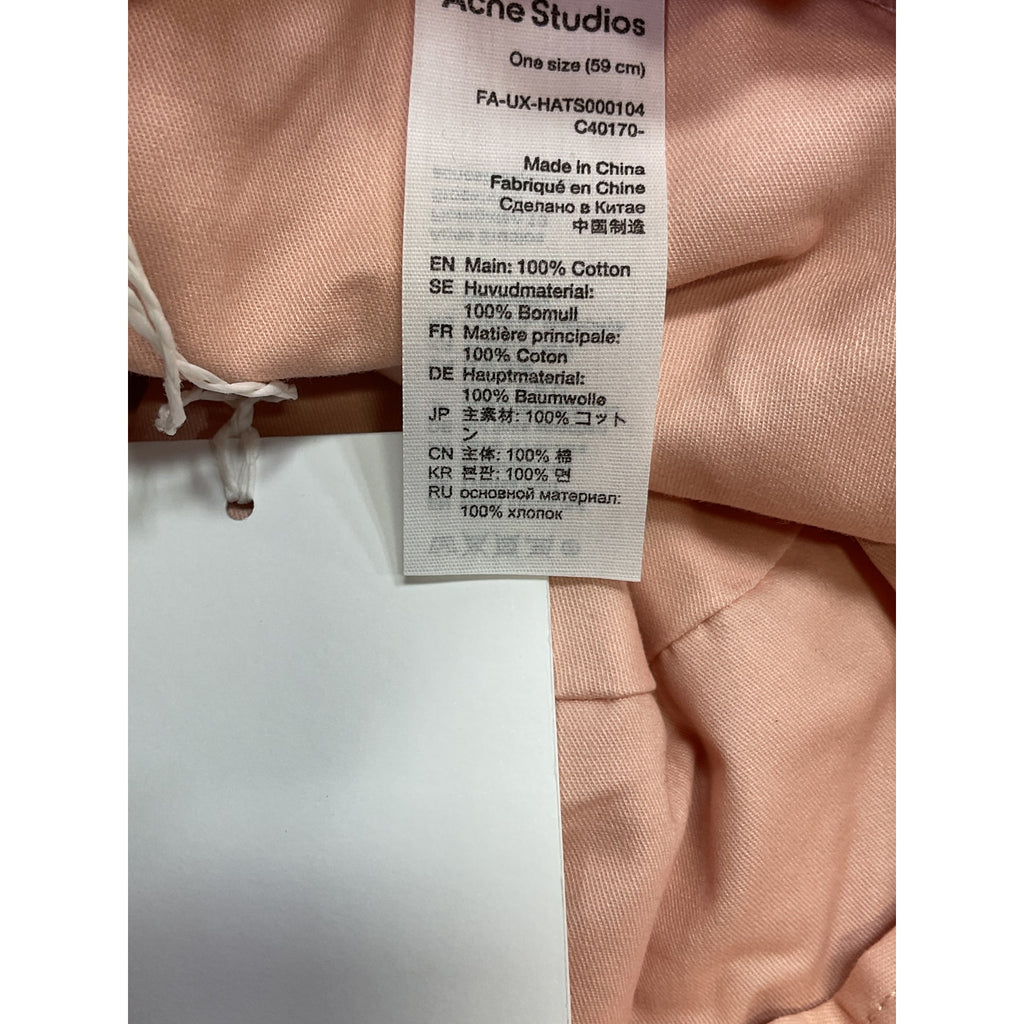 Acne Studios
One size (59 cm)
FA-UX-HATS000104
C40170-
Made in China
Fabriqué en Chine
Сделано в Китае
中国制造
EN Main: 100% Cotton
SE Huvudmaterial:
100% Bomull
FR Matière principale:
100% Coton
DE Hauptmaterial:
100% Baumwolle
JP 主素材: 100% コット
ン
CN 主体: 100% 棉
KR 본판: 100% 면
RU основной материал:
100% хлопок